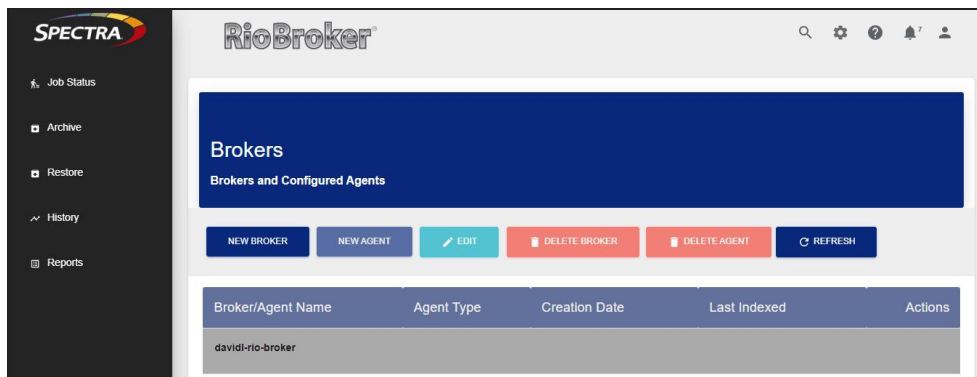 SPECTRA
RioBroker®
7
Job Status
Archive
Restore
History
Reports
Brokers
Brokers and Configured Agents
NEW BROKER
NEW AGENT
EDIT
DELETE BROKER
DELETE AGENT
REFRESH
Broker/Agent Name Agent Type Creation Date Last Indexed Actions
davidl-rio-broker